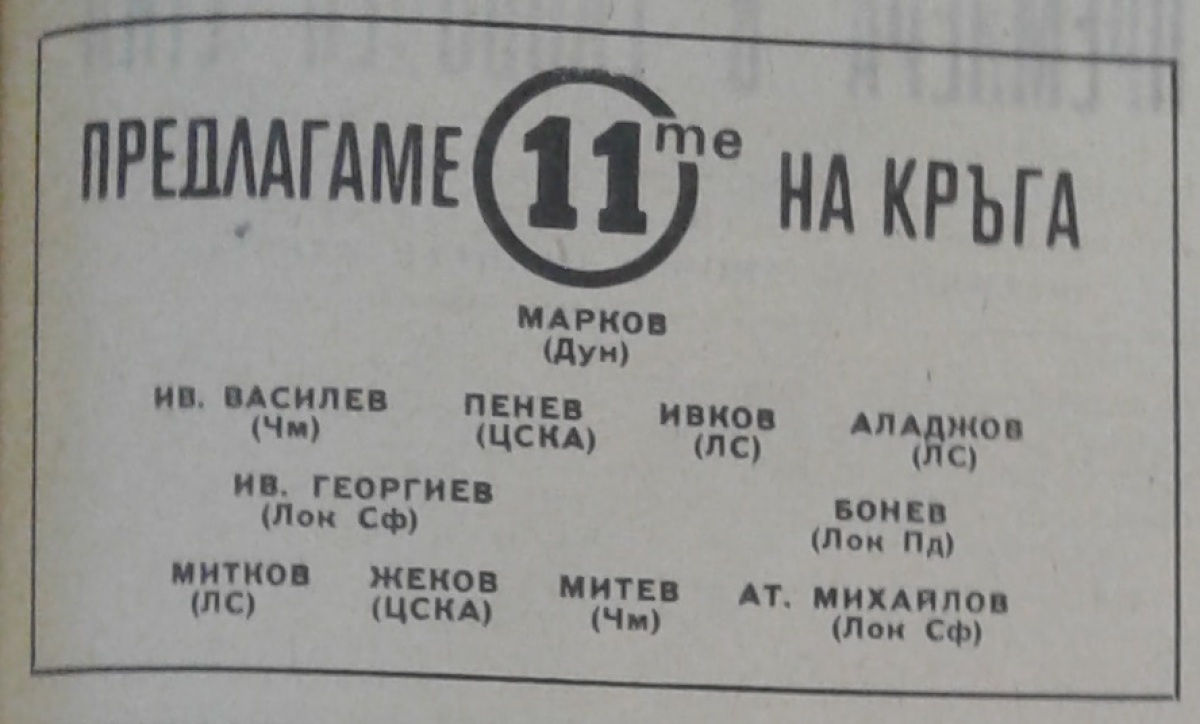 ПРЕДЛАГАМЕ 11те НА КРЪГА
МАРКОВ
(Дун)
ИВ. ВАСИЛЕВ ПЕНЕВ ИВКОВ АЛАДЖОВ
(Чм) (ЦСКА) (ЛС) (ЛС)
ИВ. ГЕОРГИЕВ БОНЕВ
(Лок Сф) (Лок Пд)
МИТКОВ ЖЕКОВ МИТЕВ АТ. МИХАЙЛОВ
(ЛС) (ЦСКА) (Чм) (Лок Сф)